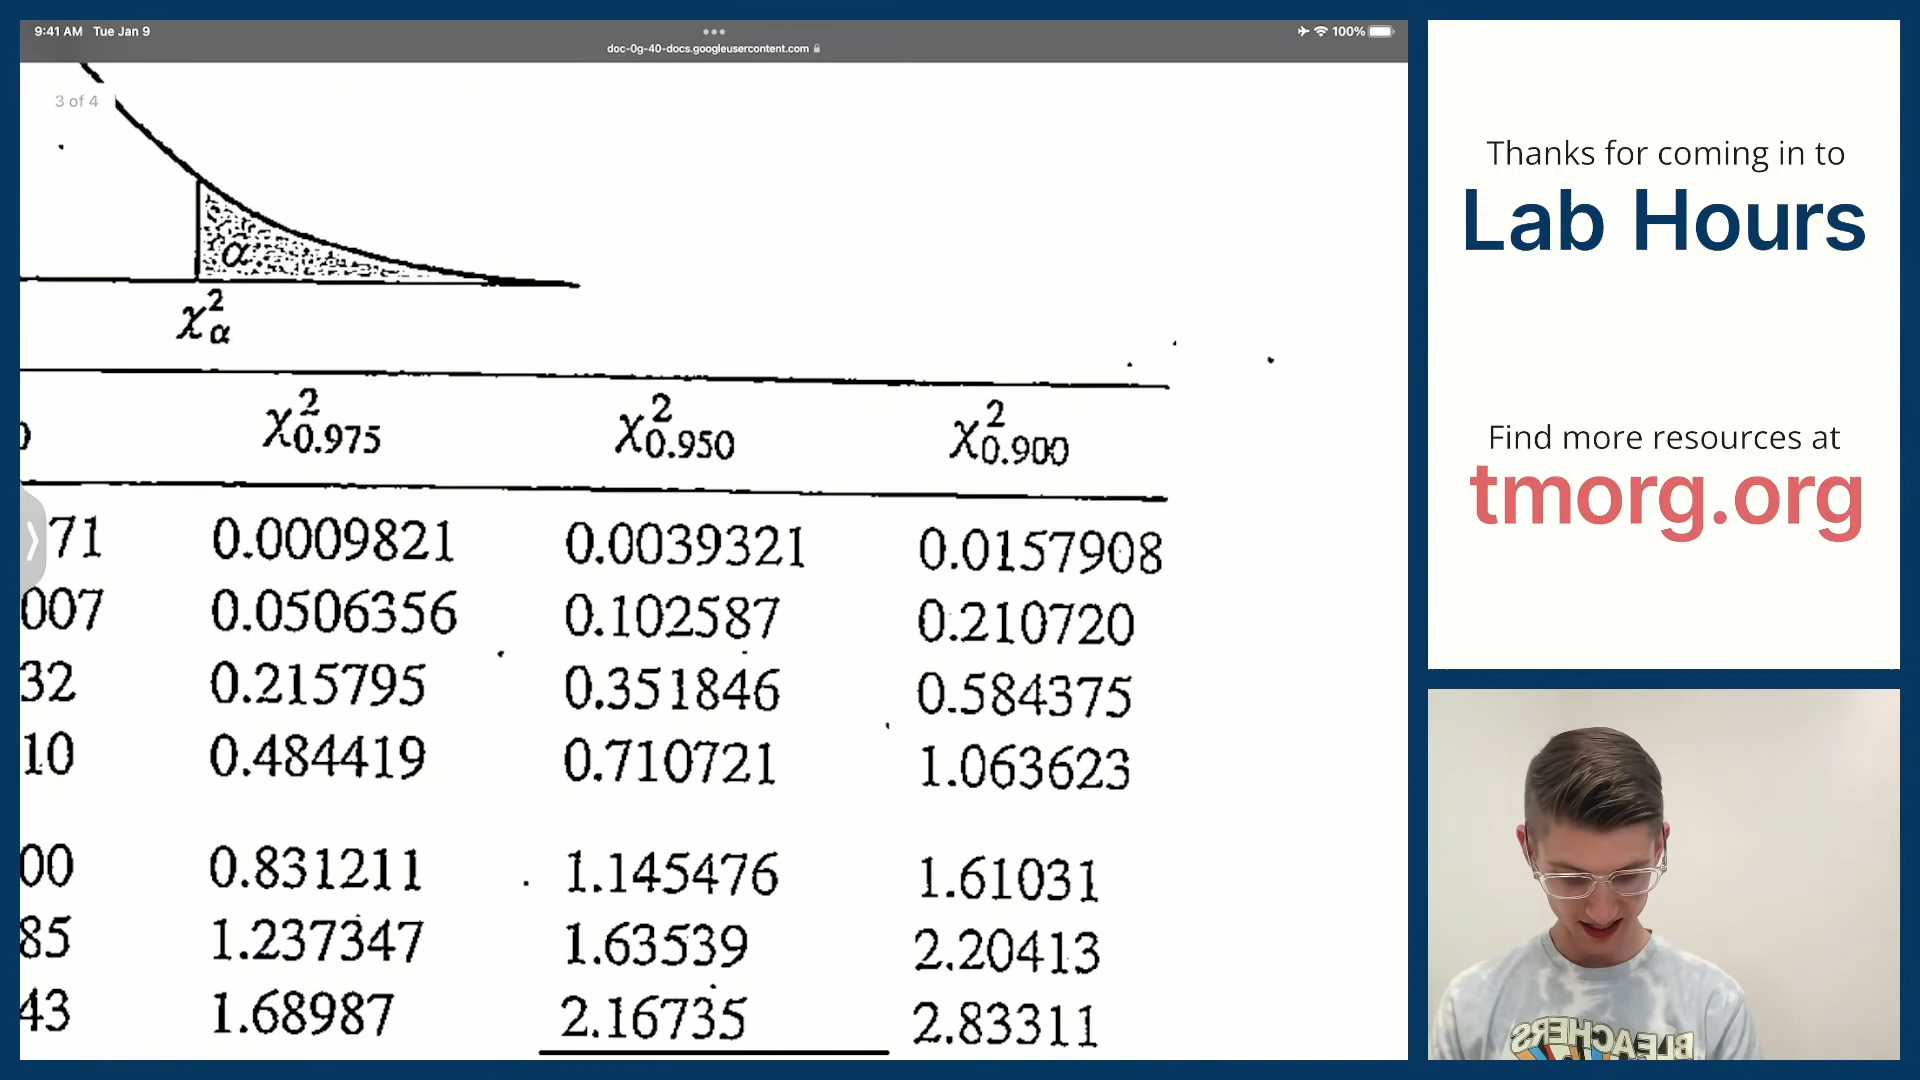 9:41 AM Tue Jan 9
100%
doc-0g-40-docs.googleusercontent.com
3 of 4
α
χ²α
χ²0.975 χ²0.950 χ²0.900
71 0.0009821 0.0039321 0.0157908
007 0.0506356 0.102587 0.210720
32 0.215795 0.351846 0.584375
10 0.484419 0.710721 1.063623
00 0.831211 1.145476 1.61031
85 1.237347 1.63539 2.20413
43 1.68987 2.16735 2.83311
Thanks for coming in to
Lab Hours
Find more resources at
tmorg.org
BLEACHERS